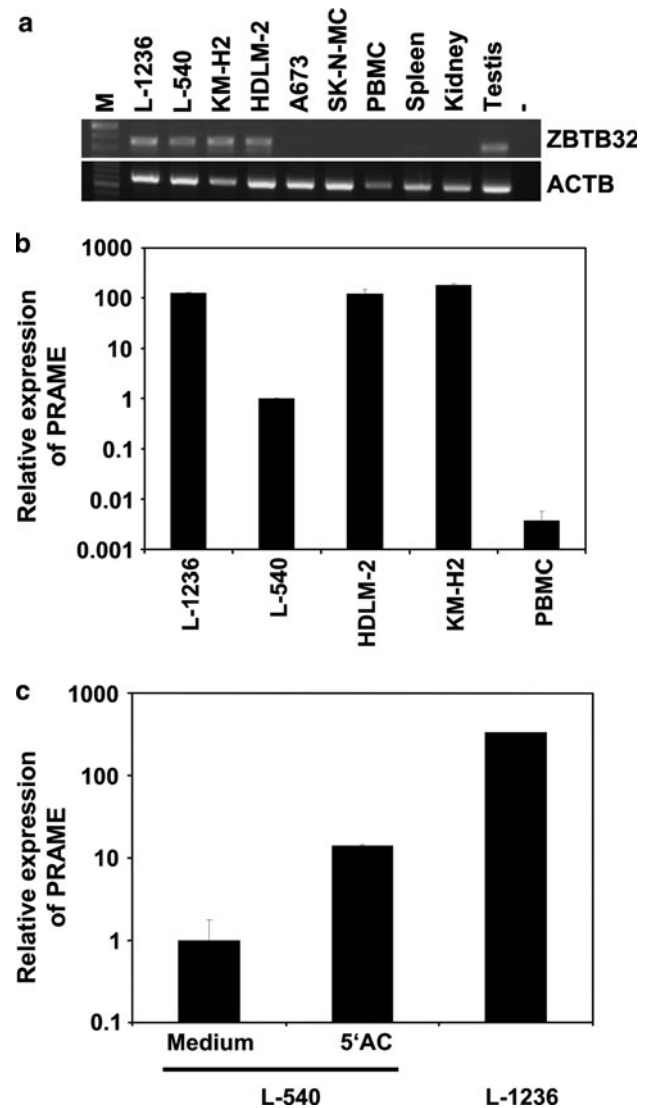 a
M
L-1236
L-540
KM-H2
HDLM-2
A673
SK-N-MC
PBMC
Spleen
Kidney
Testis
-
ZBTB32
ACTB
b
Relative expression
of PRAME
1000
100
10
1
0.1
0.01
0.001
L-1236
L-540
HDLM-2
KM-H2
PBMC
c
Relative expression
of PRAME
1000
100
10
1
0.1
Medium
5‘AC
L-540
L-1236